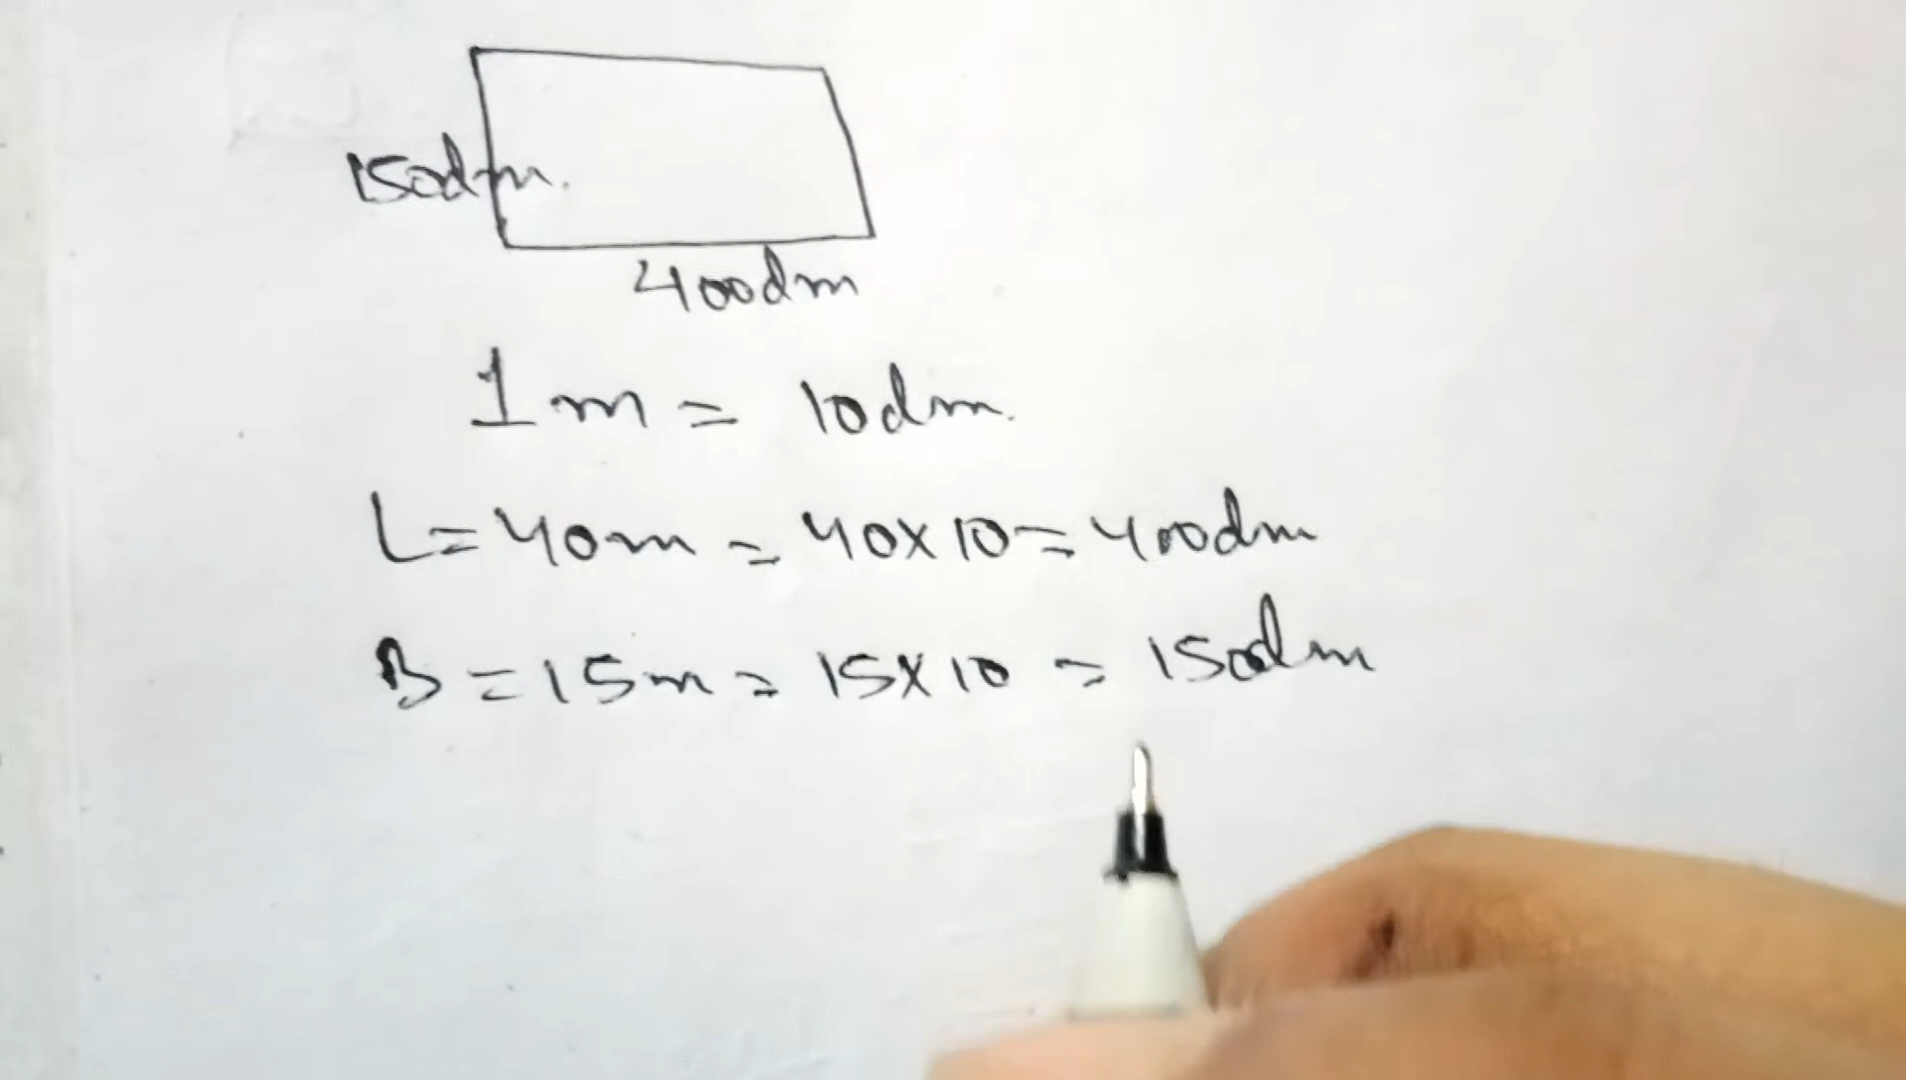 150dm.
400dm
1m = 10dm.
L = 40m = 40x10 = 400dm
B = 15m = 15x10 = 150dm